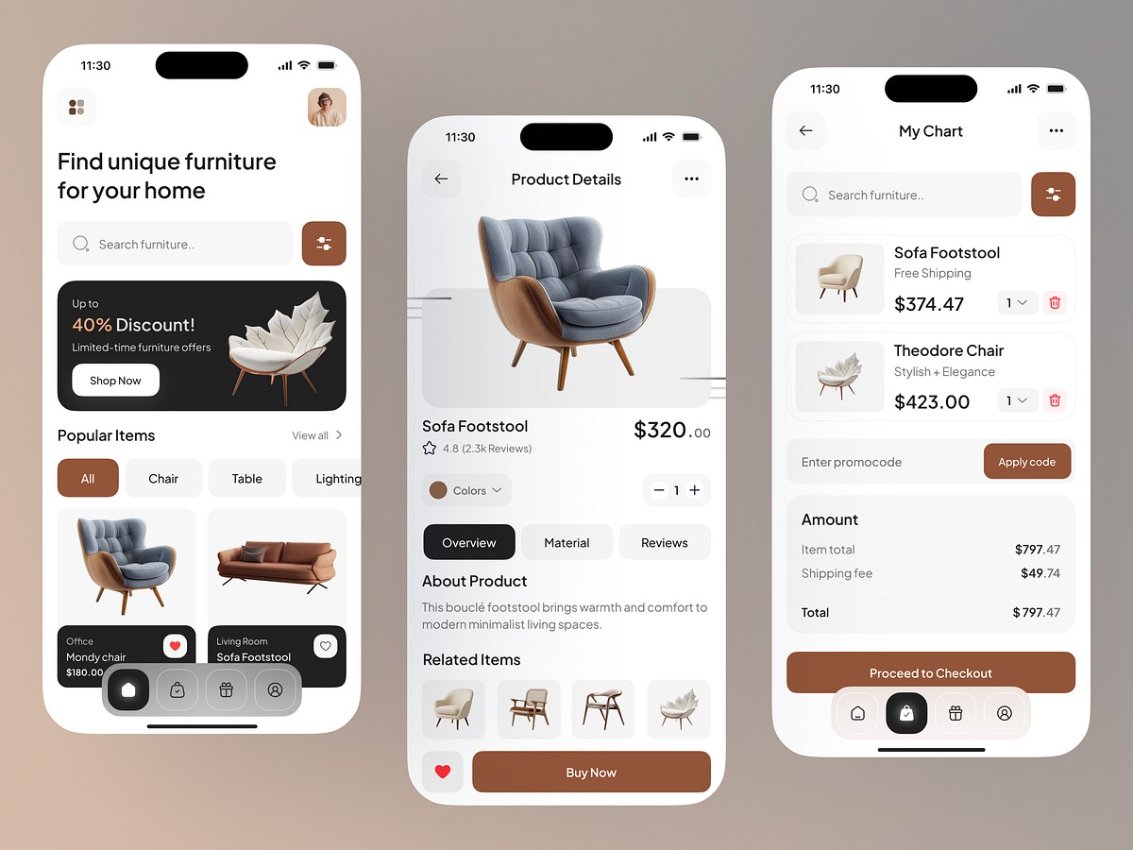 11:30
Find unique furniture
for your home
Search furniture..
Up to
40% Discount!
Limited-time furniture offers
Shop Now
Popular Items
View all
All
Chair
Table
Lighting
Office
Mondy chair
$180.00
Living Room
Sofa Footstool
11:30
Product Details
Sofa Footstool
$320.00
4.8 (2.3k Reviews)
Colors
1
Overview
Material
Reviews
About Product
This bouclé footstool brings warmth and comfort to
modern minimalist living spaces.
Related Items
Buy Now
11:30
My Chart
Search furniture..
Sofa Footstool
Free Shipping
$374.47
1
Theodore Chair
Stylish + Elegance
$423.00
1
Enter promocode
Apply code
Amount
Item total
$797.47
Shipping fee
$49.74
Total
$797.47
Proceed to Checkout